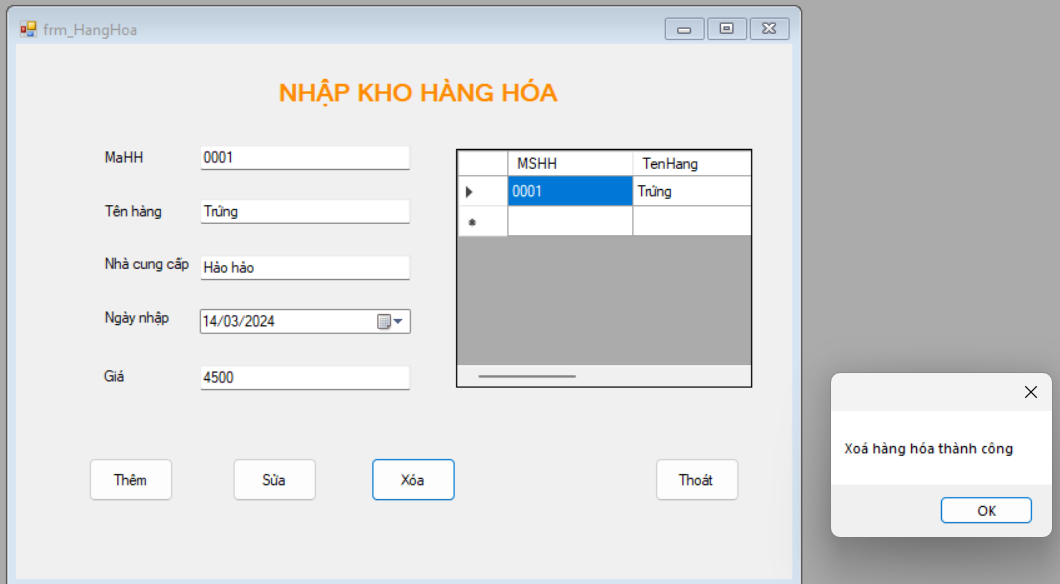 frm_HangHoa
NHẬP KHO HÀNG HÓA
MaHH 0001
Tên hàng Trứng
Nhà cung cấp Hảo hảo
Ngày nhập 14/03/2024
Giá 4500
MSHH TenHang
0001 Trứng
Thêm Sửa Xóa Thoát
Xoá hàng hóa thành công
OK